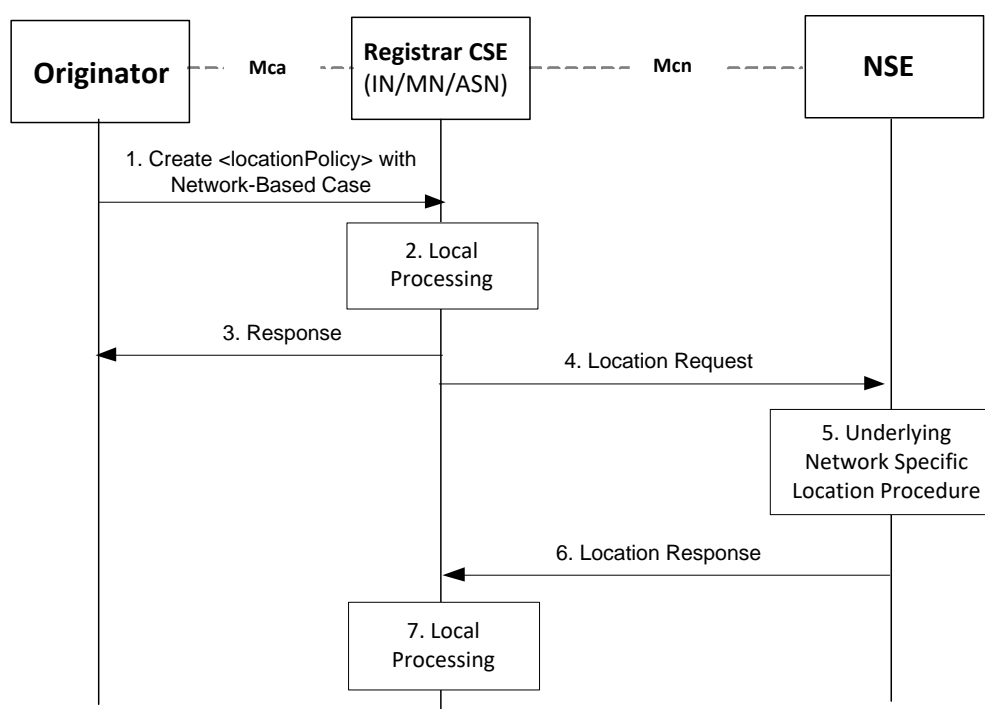 Originator
Mca
Registrar CSE
(IN/MN/ASN)
Mcn
NSE
1. Create <locationPolicy> with
Network-Based Case
2. Local
Processing
3. Response
4. Location Request
5. Underlying
Network Specific
Location Procedure
6. Location Response
7. Local
Processing